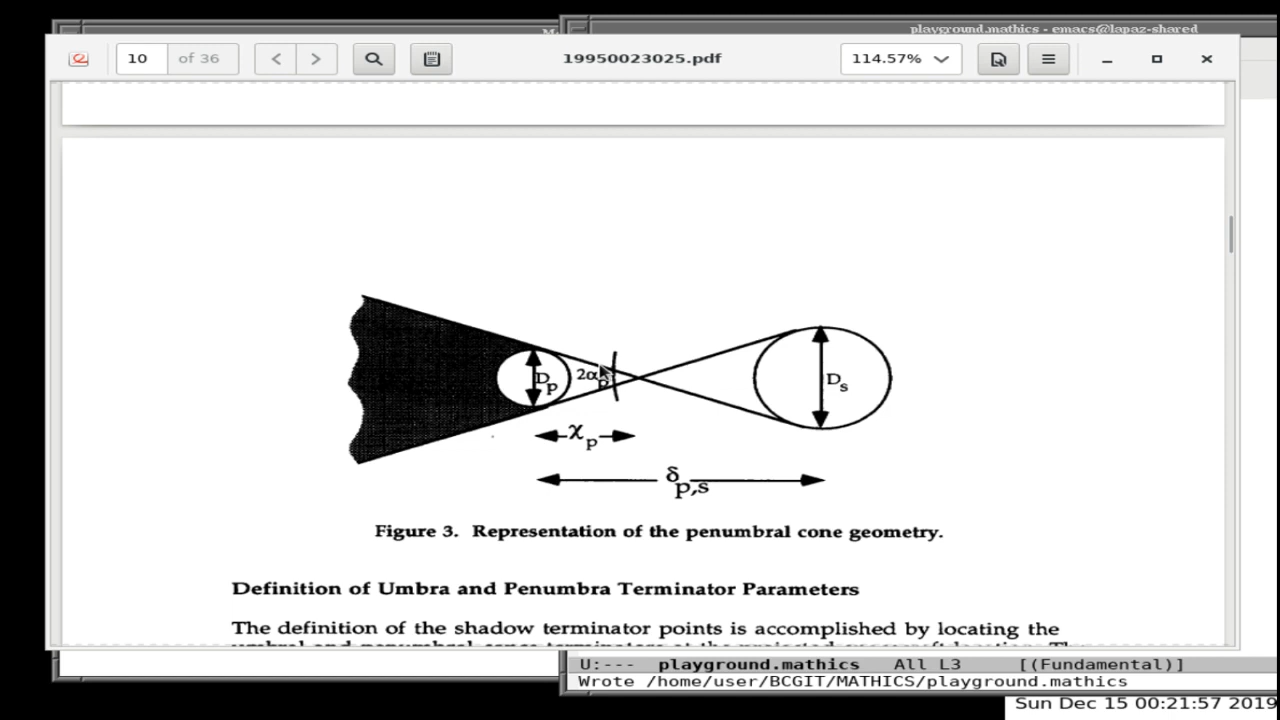 playground.mathics - emacs@lapaz-shared
10 of 36
19950023025.pdf
114.57%
2α
D
p
D
s
χ
p
δ
p,s
Figure 3. Representation of the penumbral cone geometry.
Definition of Umbra and Penumbra Terminator Parameters
The definition of the shadow terminator points is accomplished by locating the
U:--- playground.mathics All L3 [(Fundamental)]
Wrote /home/user/BCGIT/MATHICS/playground.mathics
Sun Dec 15 00:21:57 2019